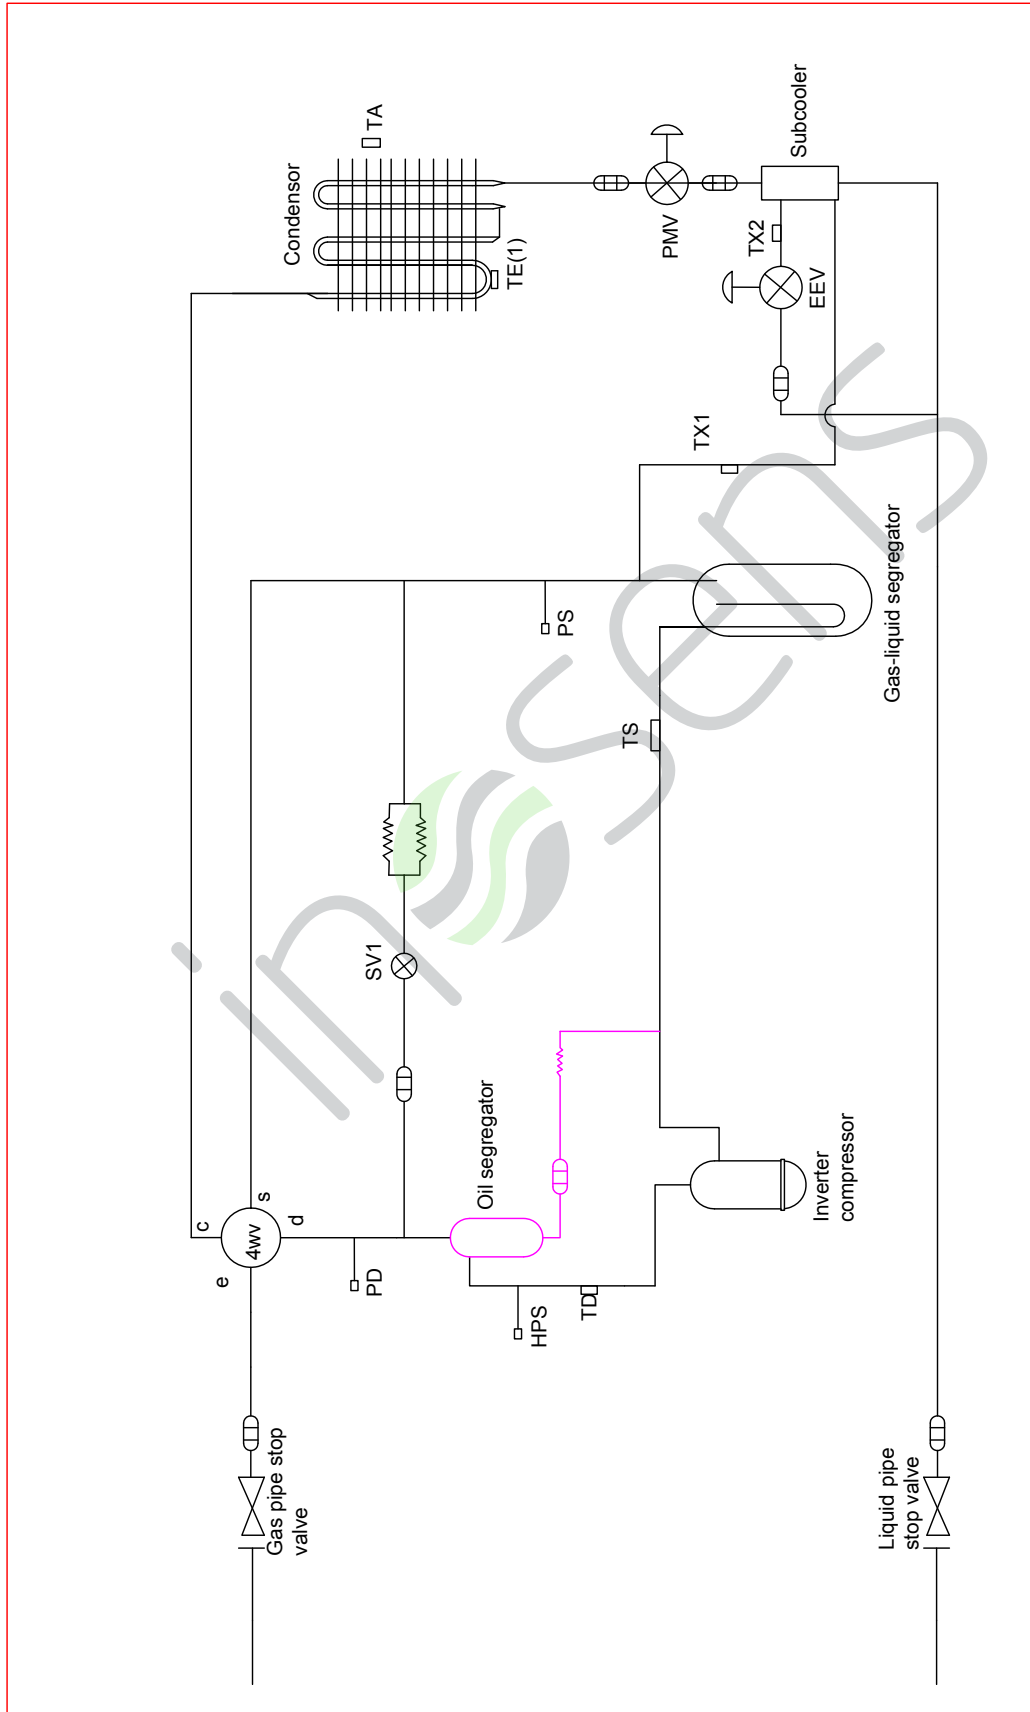 TA
Condensor
TE(1)
Subcooler
PMV
TX2
EEV
TX1
PS
Gas-liquid segregator
TS
SV1
Oil segregator
Inverter
compressor
c
s
4wv
d
e
PD
HPS
TD
Gas pipe stop
valve
Liquid pipe
stop valve
inosens